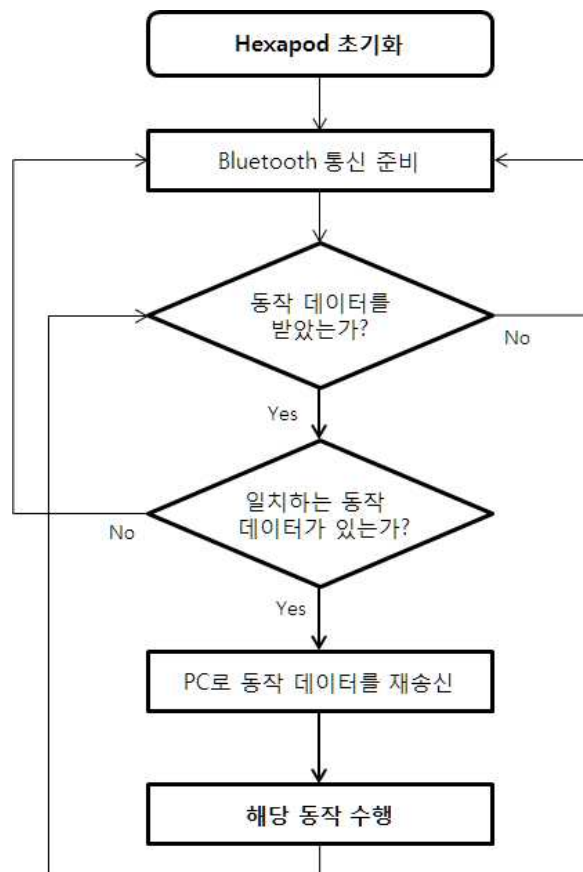 Hexapod 초기화
Bluetooth 통신 준비
동작 데이터를
받았는가?
No
Yes
일치하는 동작
데이터가 있는가?
No
Yes
PC로 동작 데이터를 재송신
해당 동작 수행